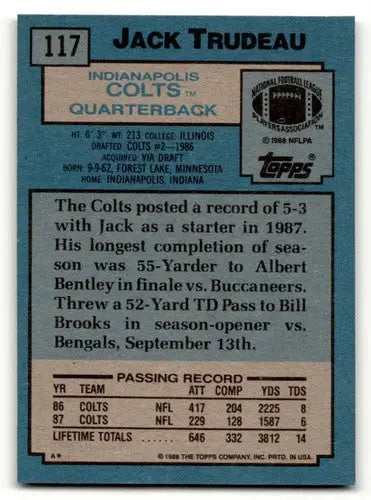 117
JACK TRUDEAU
INDIANAPOLIS
COLTS TM
QUARTERBACK
NATIONAL FOOTBALL LEAGUE
PLAYERS ASSOCIATION TM
© 1988 NFLPA
TOPPS
HT. 6' 3" WT. 213 COLLEGE: ILLINOIS
DRAFTED: COLTS #2—1986
ACQUIRED: VIA DRAFT
BORN: 9-9-62, FOREST LAKE, MINNESOTA
HOME: INDIANAPOLIS, INDIANA
The Colts posted a record of 5-3
with Jack as a starter in 1987.
His longest completion of sea-
son was 55-Yarder to Albert
Bentley in finale vs. Buccaneers.
Threw a 52-Yard TD Pass to Bill
Brooks in season-opener vs.
Bengals, September 13th.
PASSING RECORD
YR TEAM ATT COMP YDS TDS
86 COLTS NFL 417 204 2225 8
87 COLTS NFL 229 128 1587 6
LIFETIME TOTALS . . . . . . 646 332 3812 14
A* © 1988 THE TOPPS COMPANY, INC. PRTD. IN USA.